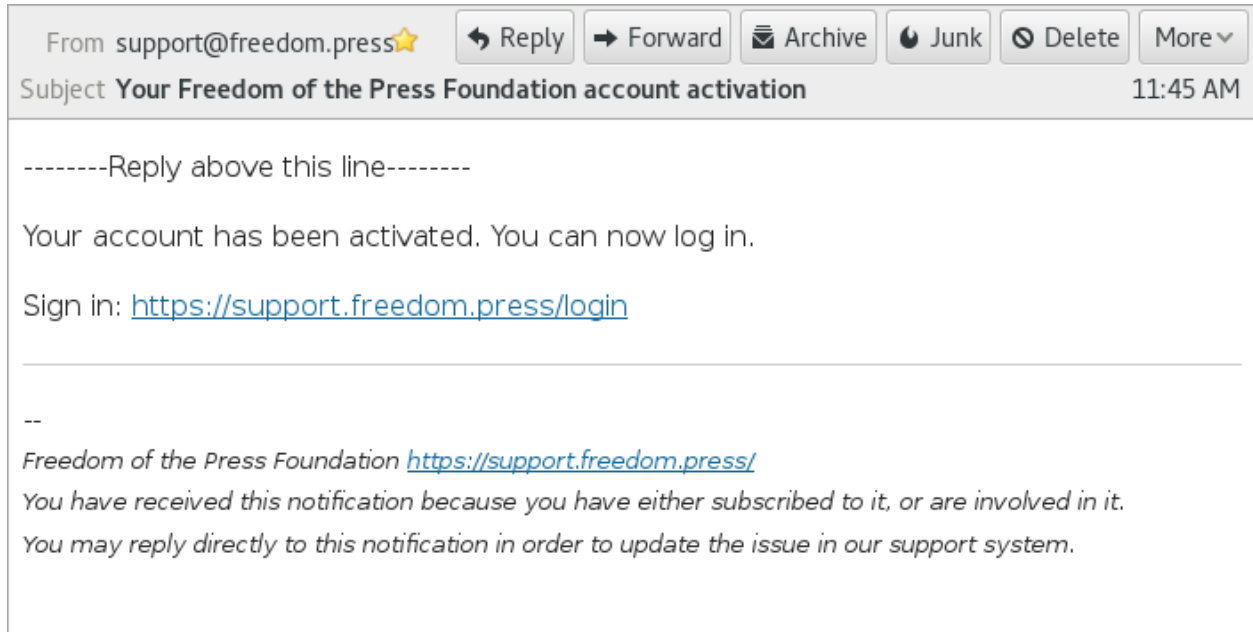 From support@freedom.press Reply Forward Archive Junk Delete More
Subject Your Freedom of the Press Foundation account activation 11:45 AM
--------Reply above this line--------
Your account has been activated. You can now log in.
Sign in: https://support.freedom.press/login
--
Freedom of the Press Foundation https://support.freedom.press/
You have received this notification because you have either subscribed to it, or are involved in it.
You may reply directly to this notification in order to update the issue in our support system.